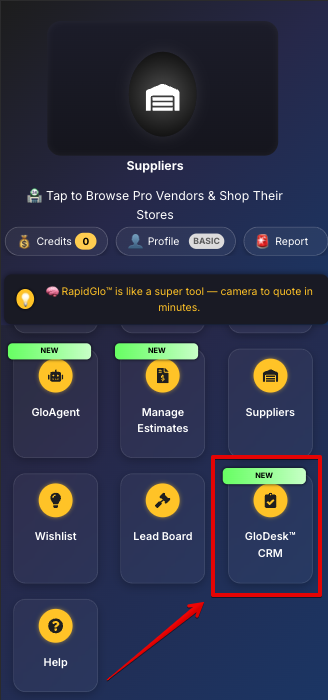 Suppliers
Tap to Browse Pro Vendors & Shop Their
Stores
Credits 0
Profile BASIC
Report
RapidGlo™ is like a super tool — camera to quote in
minutes.
NEW
NEW
GloAgent
Manage
Estimates
Suppliers
NEW
Wishlist
Lead Board
GloDesk™
CRM
Help